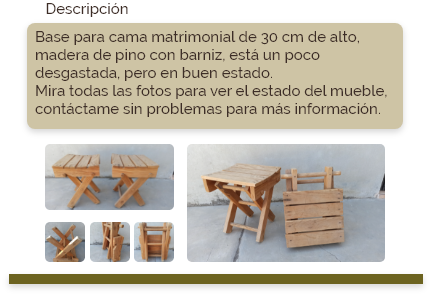 Descripción
Base para cama matrimonial de 30 cm de alto,
madera de pino con barniz, está un poco
desgastada, pero en buen estado.
Mira todas las fotos para ver el estado del mueble,
contáctame sin problemas para más información.